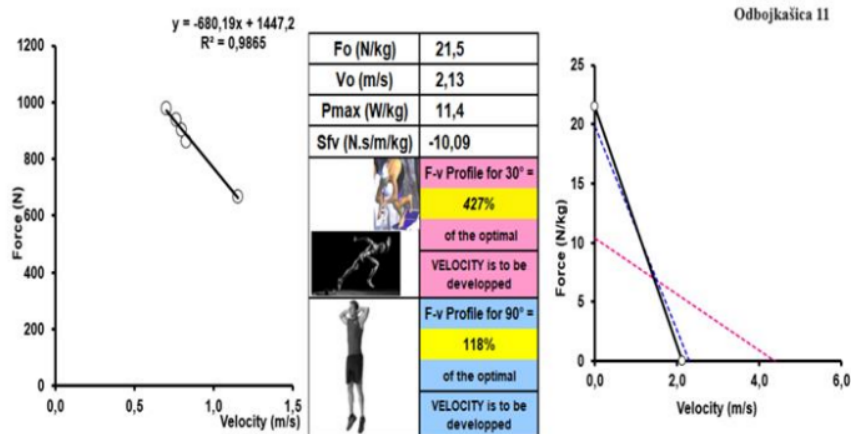 Odbojkašica 11
y = -680,19x + 1447,2
R² = 0,9865
1200
1000
800
600
400
200
0
Force (N)
0,0
0,5
1,0
1,5
Velocity (m/s)
Fo (N/kg) 21,5
Vo (m/s) 2,13
Pmax (W/kg) 11,4
Sfv (N.s/m/kg) -10,09
F-v Profile for 30° =
427%
of the optimal
VELOCITY is to be
developped
F-v Profile for 90° =
118%
of the optimal
VELOCITY is to be
developped
25
20
15
10
5
0
Force (N/kg)
0,0
2,0
4,0
6,0
Velocity (m/s)